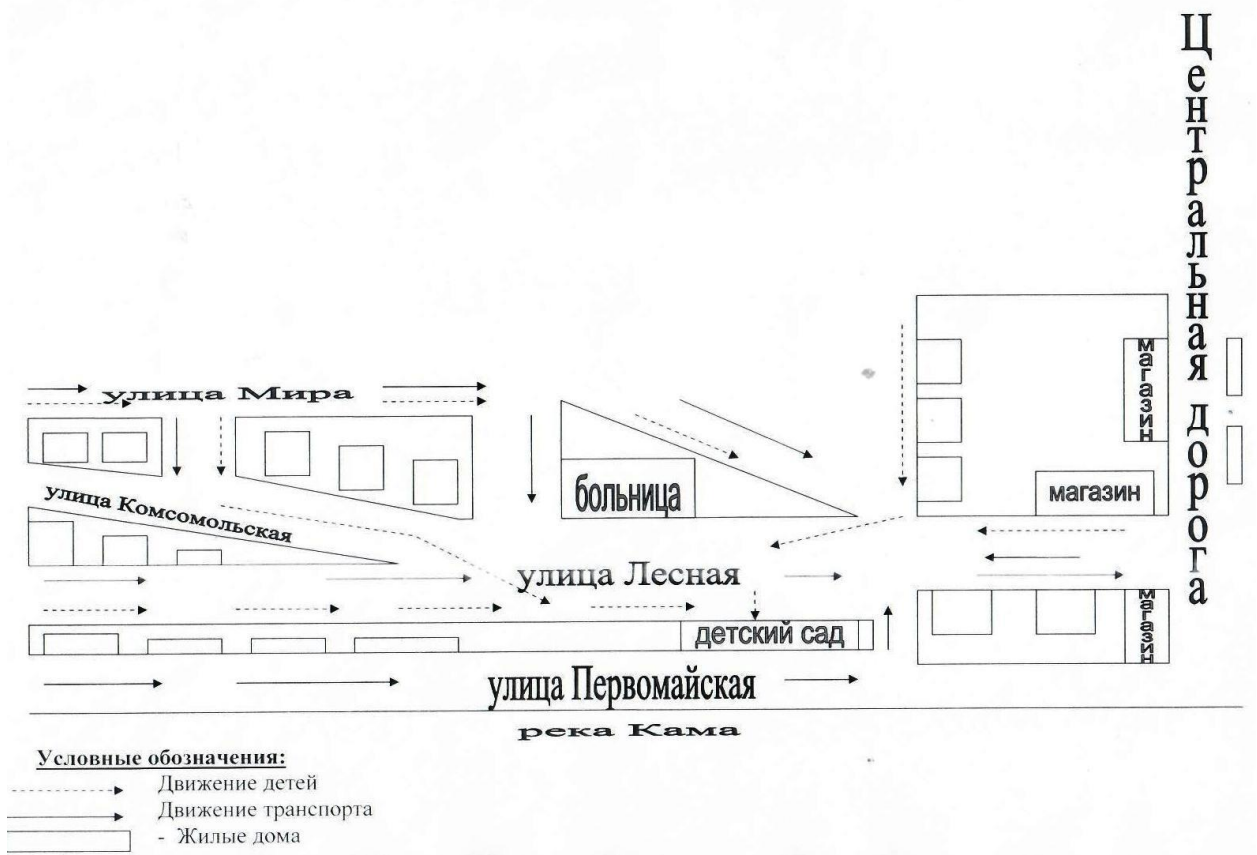 Центральная дорога
улица Мира
магазин
больница
магазин
улица Комсомольская
улица Лесная
детский сад
магазин
улица Первомайская
река Кама
Условные обозначения:
Движение детей
Движение транспорта
- Жилые дома